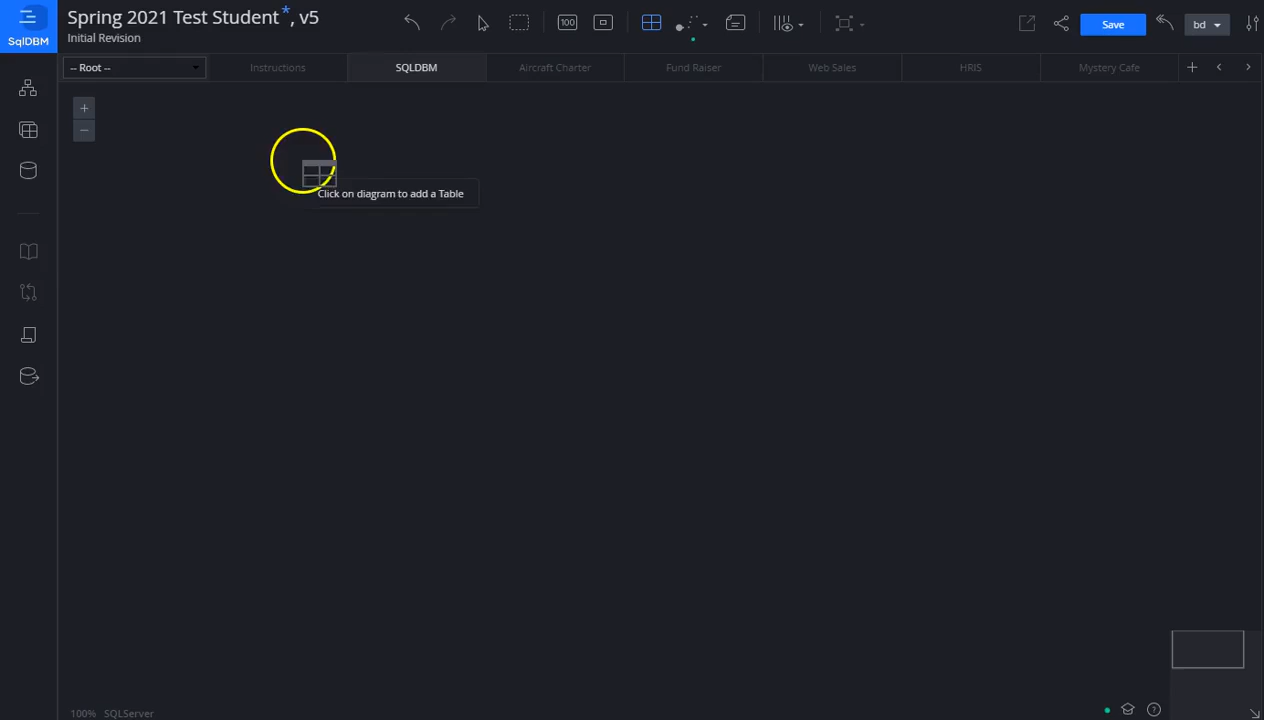 SqlDBM
Spring 2021 Test Student*, v5
Initial Revision
100
Save
bd
-- Root --
Instructions
SQLDBM
Aircraft Charter
Fund Raiser
Web Sales
HRIS
Mystery Cafe
Click on diagram to add a Table
100%
SQLServer